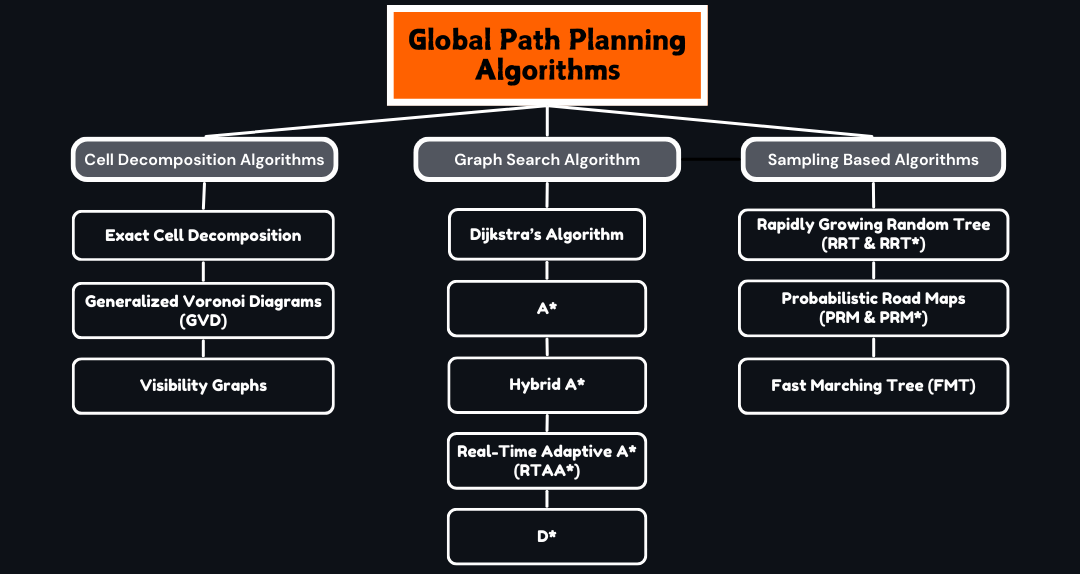 Global Path Planning
Algorithms
Cell Decomposition Algorithms
Exact Cell Decomposition
Generalized Voronoi Diagrams
(GVD)
Visibility Graphs
Graph Search Algorithm
Dijkstra's Algorithm
A*
Hybrid A*
Real-Time Adaptive A*
(RTAA*)
D*
Sampling Based Algorithms
Rapidly Growing Random Tree
(RRT & RRT*)
Probabilistic Road Maps
(PRM & PRM*)
Fast Marching Tree (FMT)